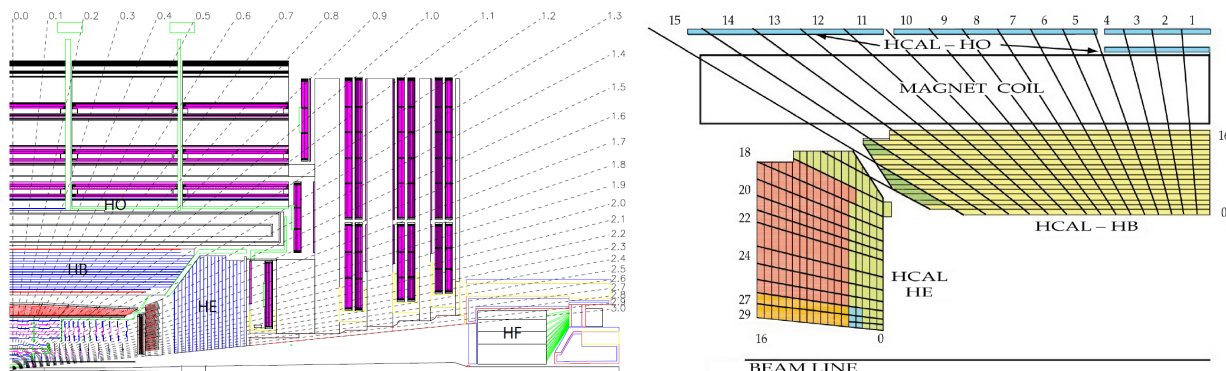 0.0 0.1 0.2 0.3 0.4 0.5 0.6 0.7 0.8 0.9 1.0 1.1 1.2 1.3
1.4
1.5
1.6
1.7
1.8
1.9
2.0
2.1
2.2
2.3
2.4
2.5
2.6
2.7
2.8
2.9
3.0
HO
HB
HE
HF
15 14 13 12 11 10 9 8 7 6 5 4 3 2 1
HCAL – HO
MAGNET COIL
16
0
18
20
22
24
27
29
16 0
HCAL – HB
HCAL
HE
BEAM LINE